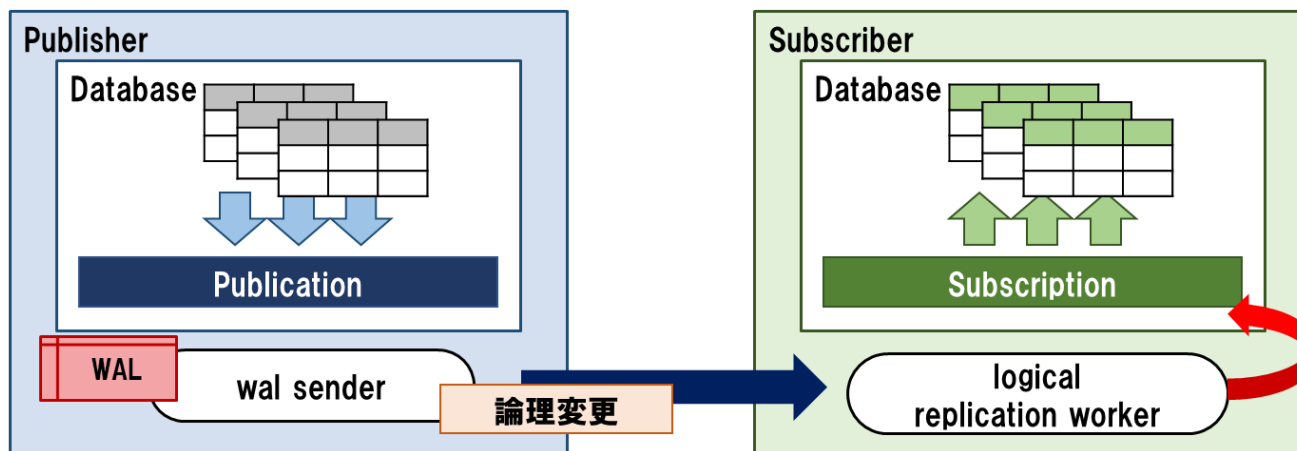 Publisher
Database
Publication
WAL
wal sender
論理変更
Subscriber
Database
Subscription
logical
replication worker